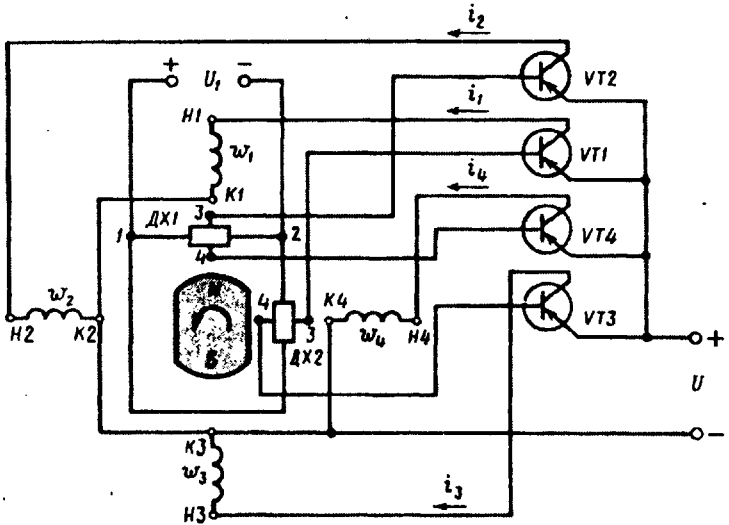 i₂
+ U₁ −
VT2
H1
i₁
w₁
VT1
K1
i₄
ДХ1
3
1
2
4
VT4
w₂
4
K4
H2
K2
3
w₄
H4
VT3
ДХ2
+
U
−
K3
w₃
i₃
H3